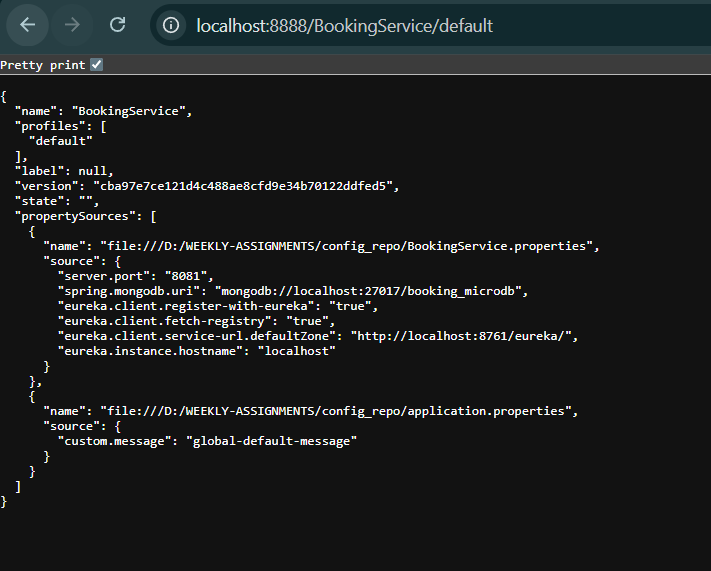 localhost:8888/BookingService/default
Pretty print
{
  "name": "BookingService",
  "profiles": [
    "default"
  ],
  "label": null,
  "version": "cba97e7ce121d4c488ae8cfd9e34b70122ddfed5",
  "state": "",
  "propertySources": [
    {
      "name": "file:///D:/WEEKLY-ASSIGNMENTS/config_repo/BookingService.properties",
      "source": {
        "server.port": "8081",
        "spring.mongodb.uri": "mongodb://localhost:27017/booking_microdb",
        "eureka.client.register-with-eureka": "true",
        "eureka.client.fetch-registry": "true",
        "eureka.client.service-url.defaultZone": "http://localhost:8761/eureka/",
        "eureka.instance.hostname": "localhost"
      }
    },
    {
      "name": "file:///D:/WEEKLY-ASSIGNMENTS/config_repo/application.properties",
      "source": {
        "custom.message": "global-default-message"
      }
    }
  ]
}